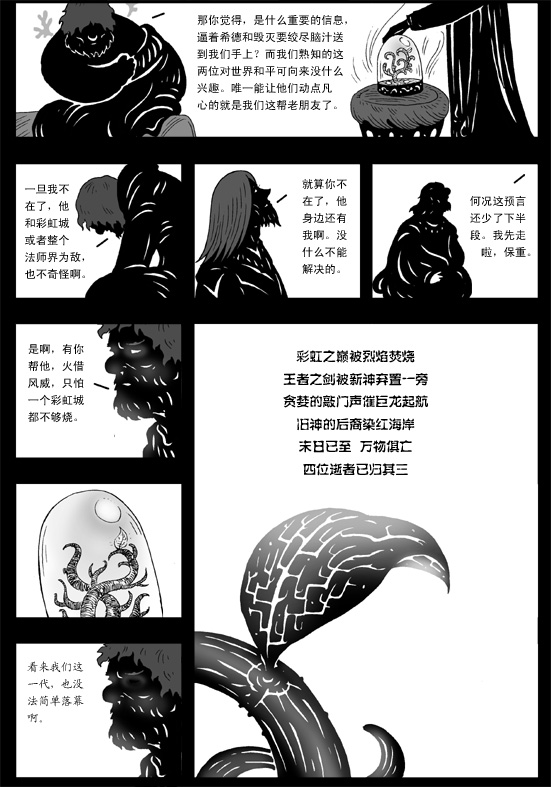 那你觉得，是什么重要的信息，
逼着希德和毁灭要绞尽脑汁送
到我们手上？而我们熟知的这
两位对世界和平可向来没什么
兴趣。唯一能让他们动点凡
心的就是我们这帮老朋友了。
一旦我不
在了，他
和彩虹城
或者整个
法师界为敌，
也不奇怪啊。
就算你不
在了，他
身边还有
我啊。没
什么不能
解决的。
何况这预言
还少了下半
段。我先走
啦，保重。
是啊，有你
帮他，火借
风威，只怕
一个彩虹城
都不够烧。
彩虹之巅被烈焰焚烧
王者之剑被新神弃置一旁
贪婪的敲门声催巨龙起航
旧神的后裔染红海岸
末日已至 万物俱亡
四位逝者已归其三
看来我们这
一代，也没
法简单落幕
啊。